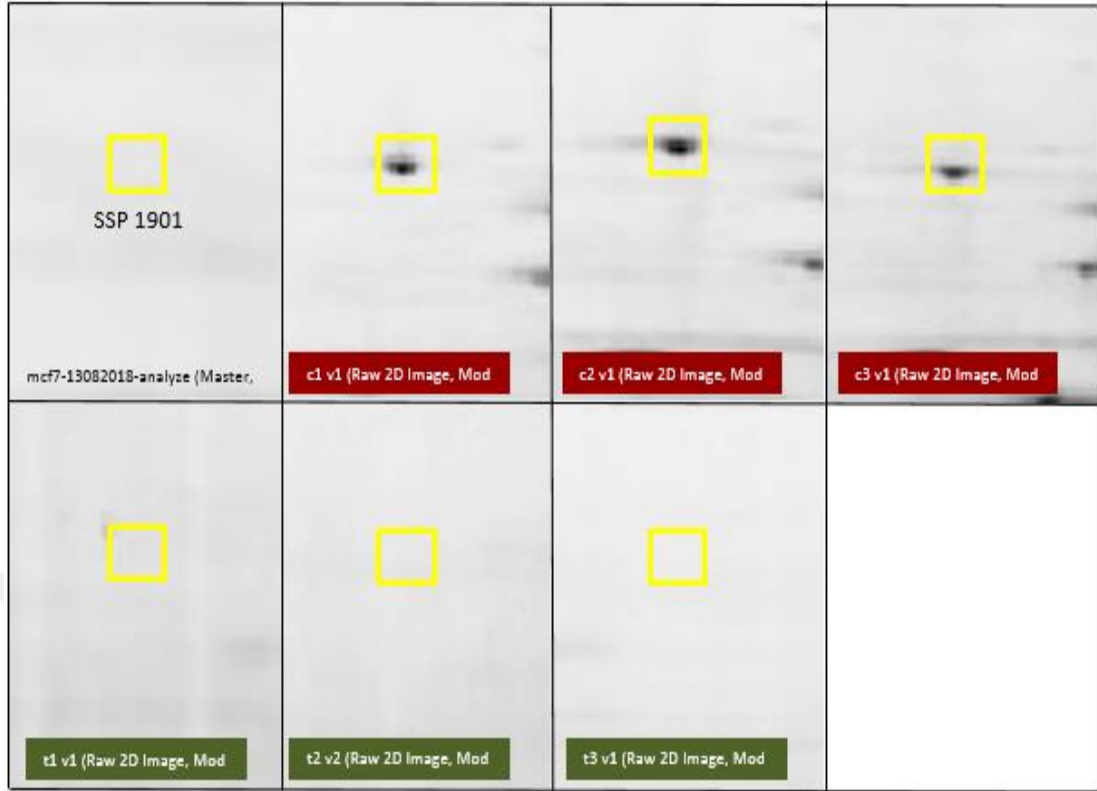 SSP 1901
mcf7-13082018-analyze (Master,
c1 v1 (Raw 2D Image, Mod
c2 v1 (Raw 2D Image, Mod
c3 v1 (Raw 2D Image, Mod
t1 v1 (Raw 2D Image, Mod
t2 v2 (Raw 2D Image, Mod
t3 v1 (Raw 2D Image, Mod